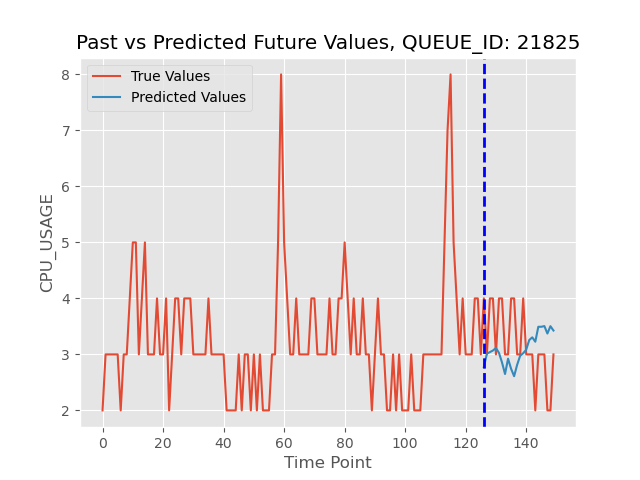 Past vs Predicted Future Values, QUEUE_ID: 21825
True Values
Predicted Values
CPU_USAGE
8
7
6
5
4
3
2
0 20 40 60 80 100 120 140
Time Point